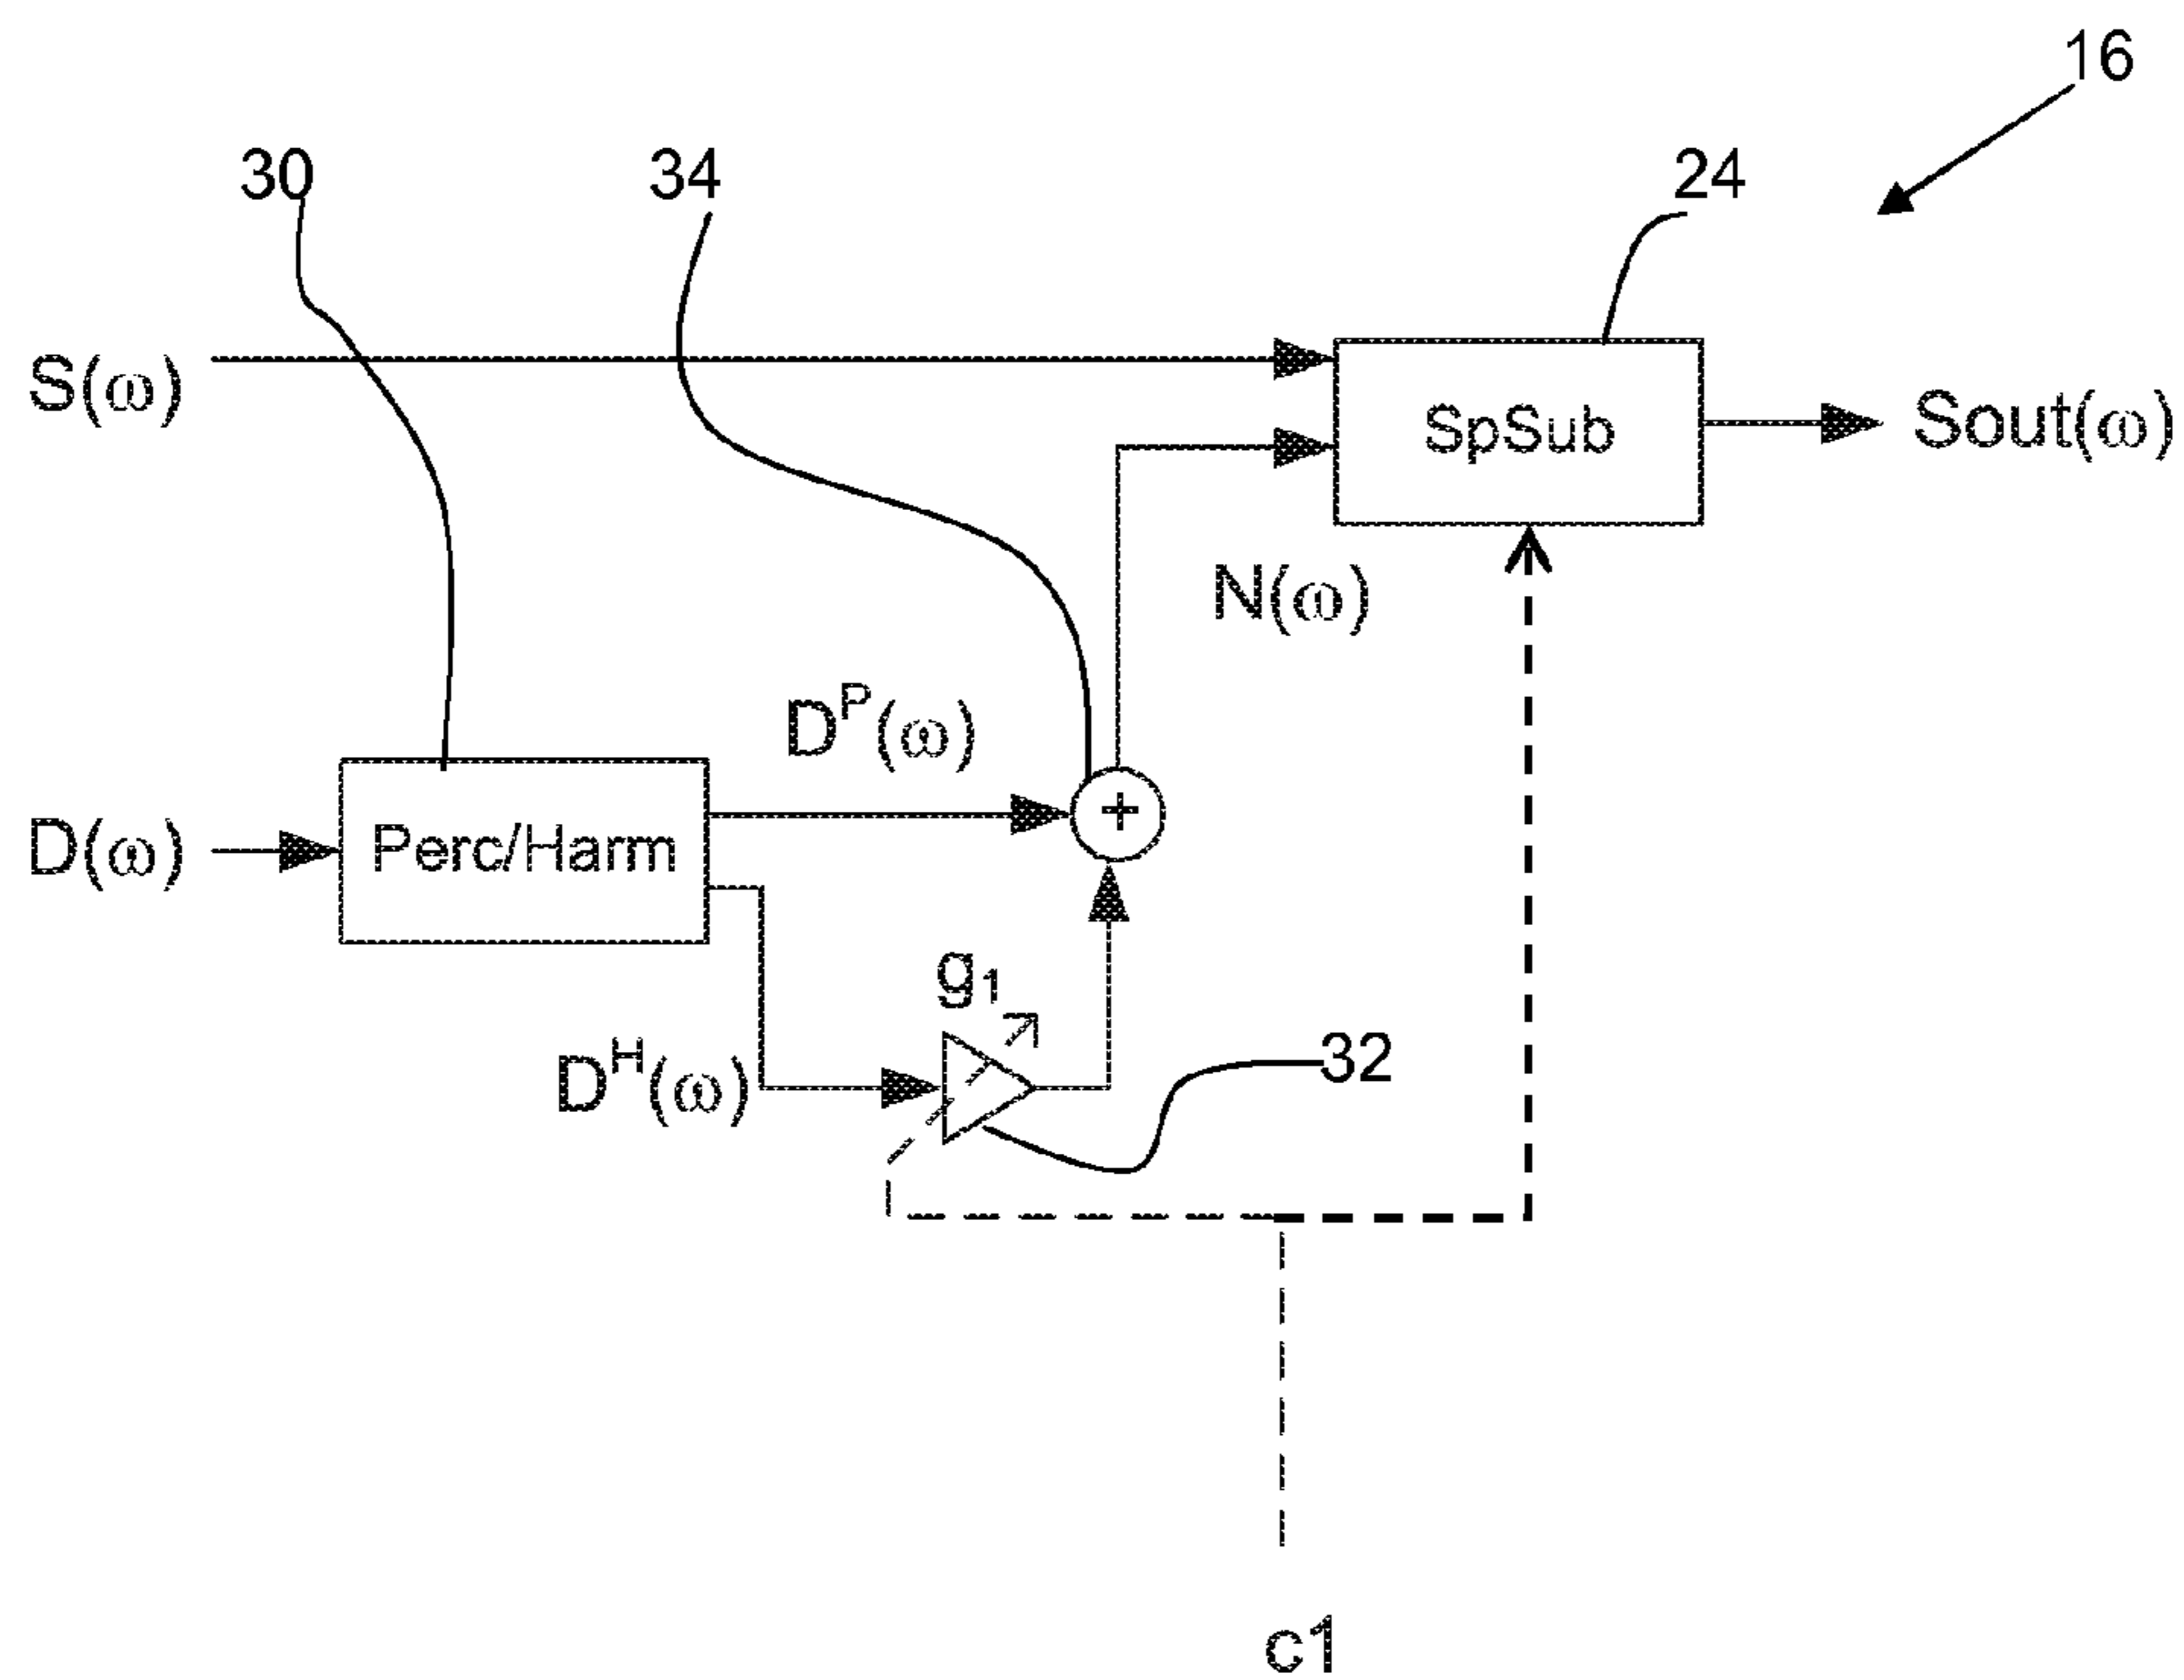 16
30
34
24
S(ω)
SpSub
Sout(ω)
N(ω)
D^P(ω)
D(ω)
Perc/Harm
+
g₁
D^H(ω)
32
c1